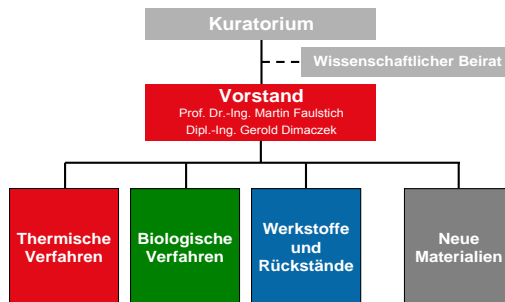 Kuratorium
Wissenschaftlicher Beirat
Vorstand
Prof. Dr.-Ing. Martin Faulstich
Dipl.-Ing. Gerold Dimaczek
Thermische
Verfahren
Biologische
Verfahren
Werkstoffe
und
Rückstände
Neue
Materialien